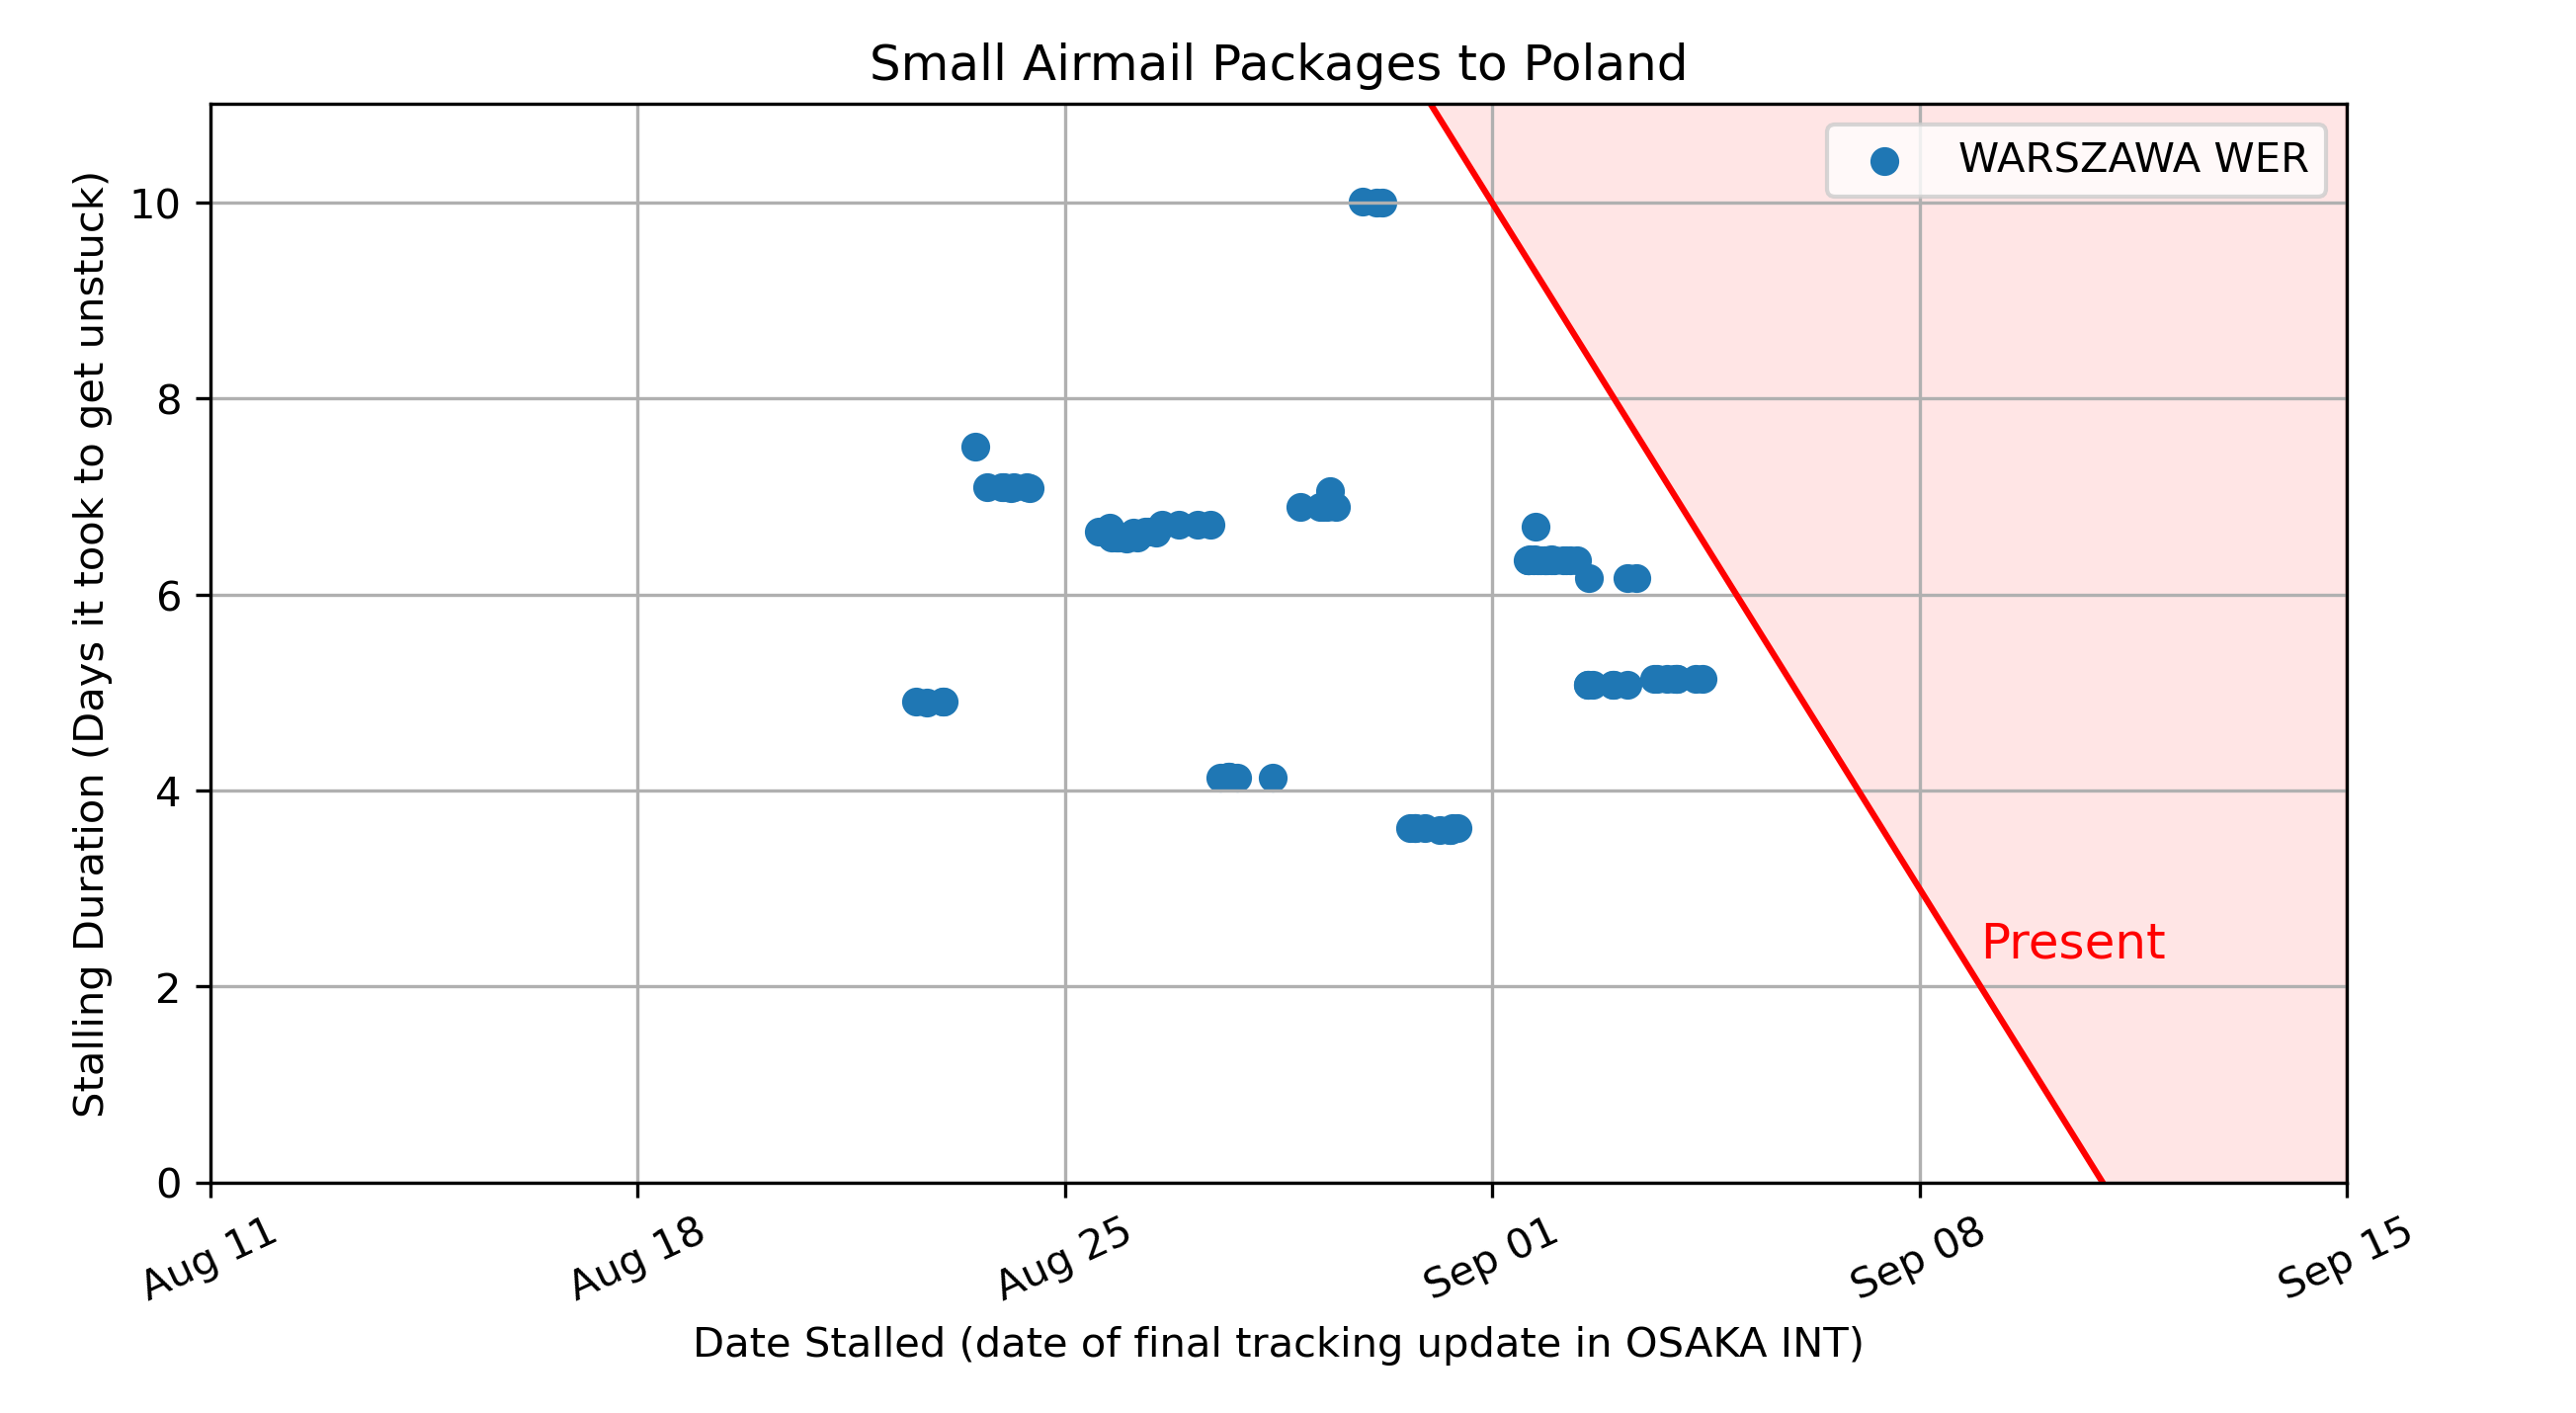 Small Airmail Packages to Poland
Stalling Duration (Days it took to get unstuck)
10
8
6
4
2
0
WARSZAWA WER
Present
Aug 11
Aug 18
Aug 25
Sep 01
Sep 08
Sep 15
Date Stalled (date of final tracking update in OSAKA INT)